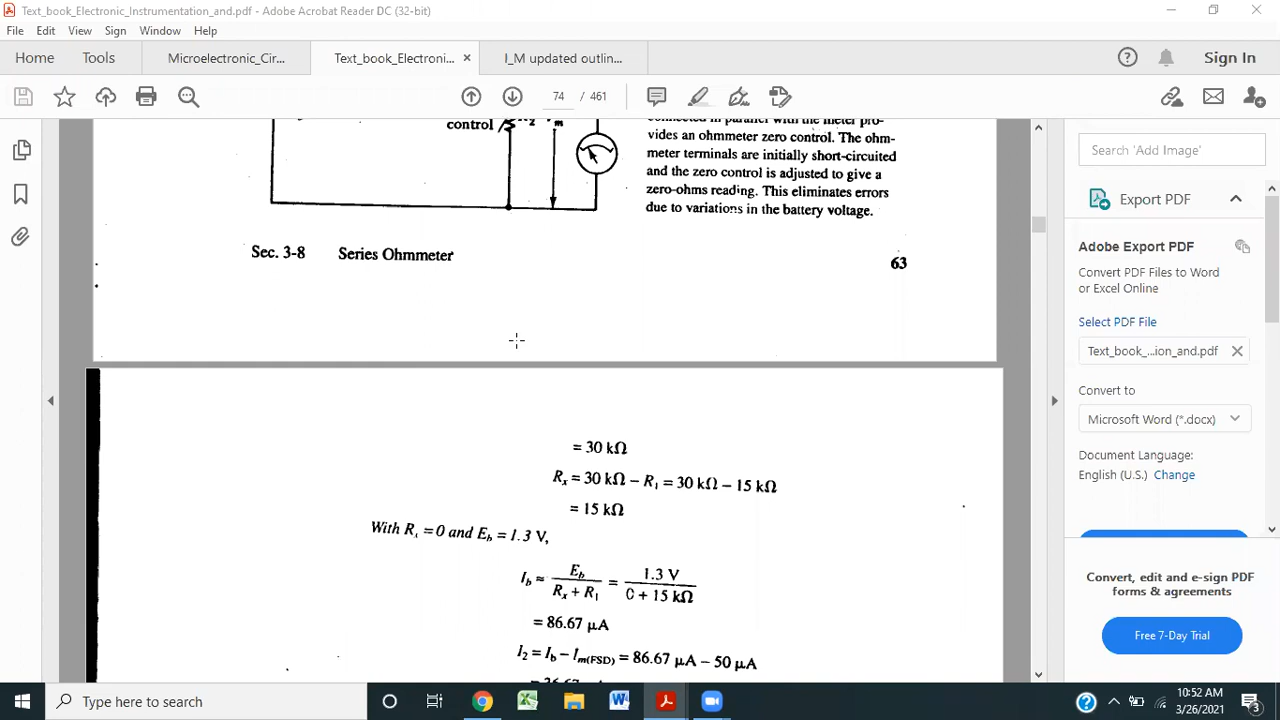 Text_book_Electronic_Instrumentation_and.pdf - Adobe Acrobat Reader DC (32-bit)
File Edit View Sign Window Help
Home Tools Microelectronic_Cir... Text_book_Electroni... I_M updated outlin... Sign In
74 / 461
control
vides an ohmmeter zero control. The ohm-
meter terminals are initially short-circuited
and the zero control is adjusted to give a
zero-ohms reading. This eliminates errors
due to variations in the battery voltage.
Sec. 3-8 Series Ohmmeter
63
= 30 kΩ
Rx = 30 kΩ − R1 = 30 kΩ − 15 kΩ
= 15 kΩ
With Rx = 0 and Eb = 1.3 V,
Ib ≈ Eb / (Rx + R1) = 1.3 V / (0 + 15 kΩ)
= 86.67 μA
I2 = Ib − Im(FSD) = 86.67 μA − 50 μA
Search 'Add Image'
Export PDF
Adobe Export PDF
Convert PDF Files to Word
or Excel Online
Select PDF File
Text_book_...ion_and.pdf
Convert to
Microsoft Word (*.docx)
Document Language:
English (U.S.) Change
Convert, edit and e-sign PDF
forms & agreements
Free 7-Day Trial
Type here to search
10:52 AM
3/26/2021
3